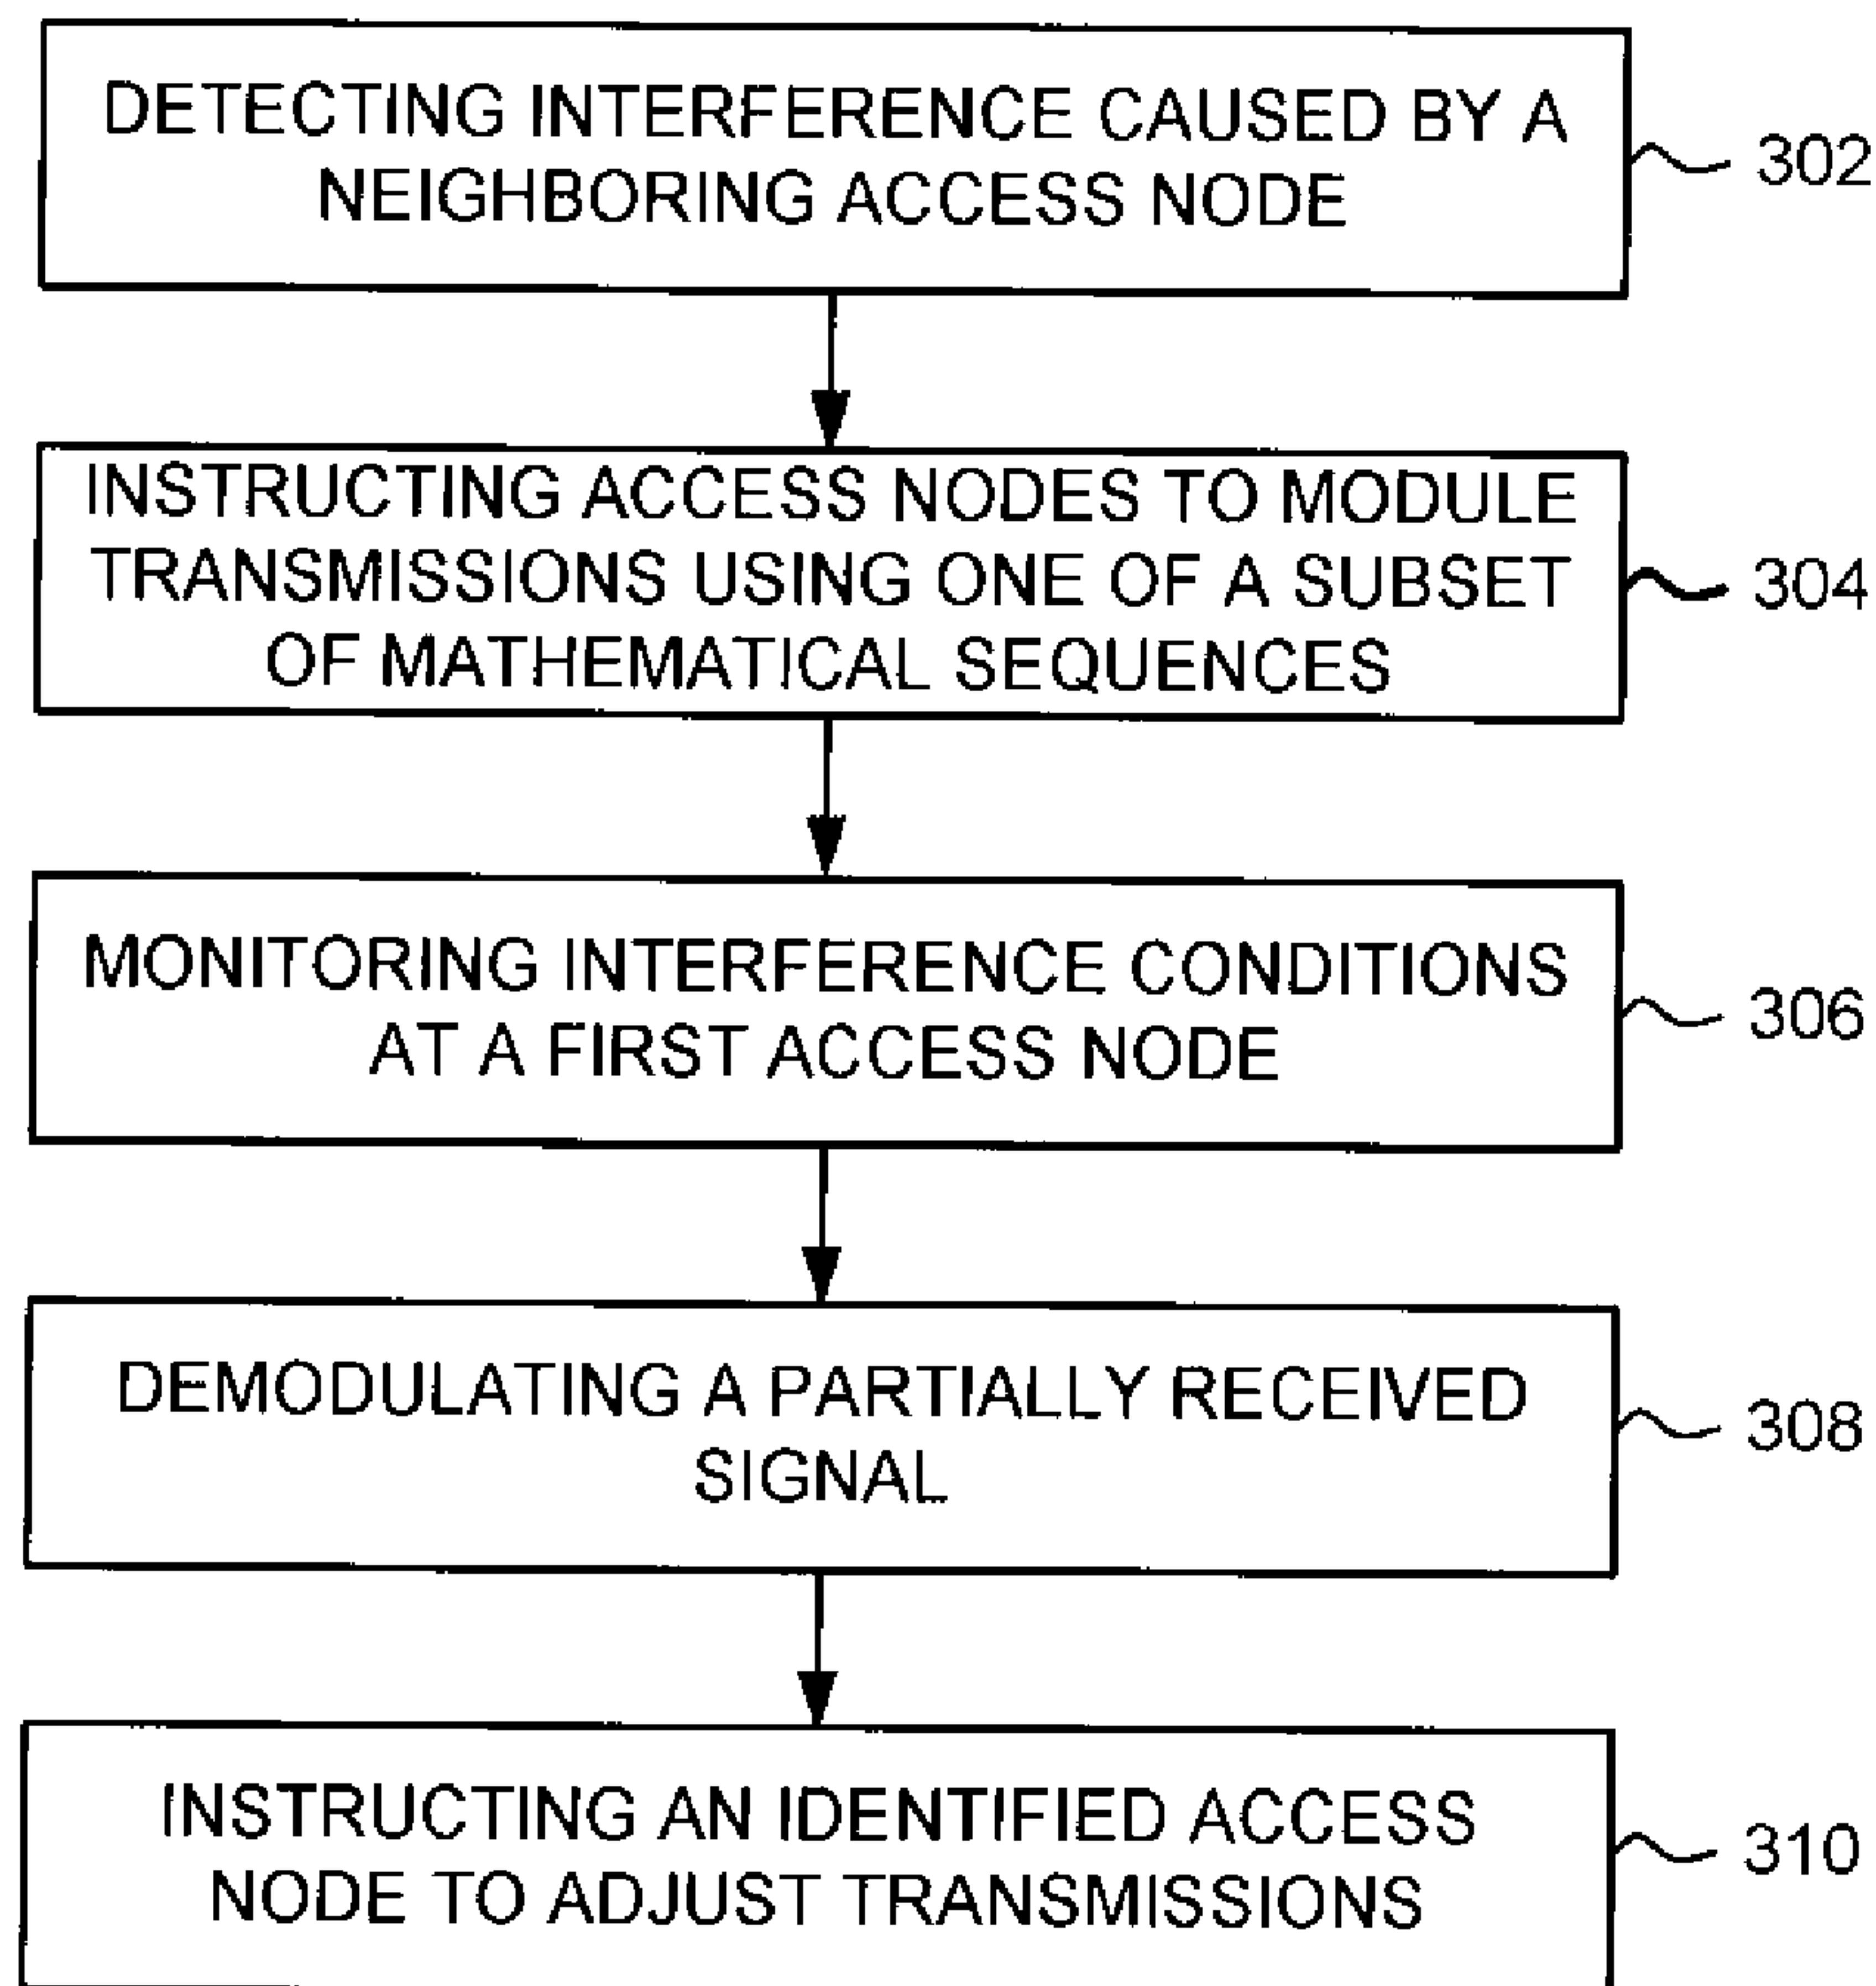 DETECTING INTERFERENCE CAUSED BY A
NEIGHBORING ACCESS NODE
302
INSTRUCTING ACCESS NODES TO MODULE
TRANSMISSIONS USING ONE OF A SUBSET
OF MATHEMATICAL SEQUENCES
304
MONITORING INTERFERENCE CONDITIONS
AT A FIRST ACCESS NODE
306
DEMODULATING A PARTIALLY RECEIVED
SIGNAL
308
INSTRUCTING AN IDENTIFIED ACCESS
NODE TO ADJUST TRANSMISSIONS
310